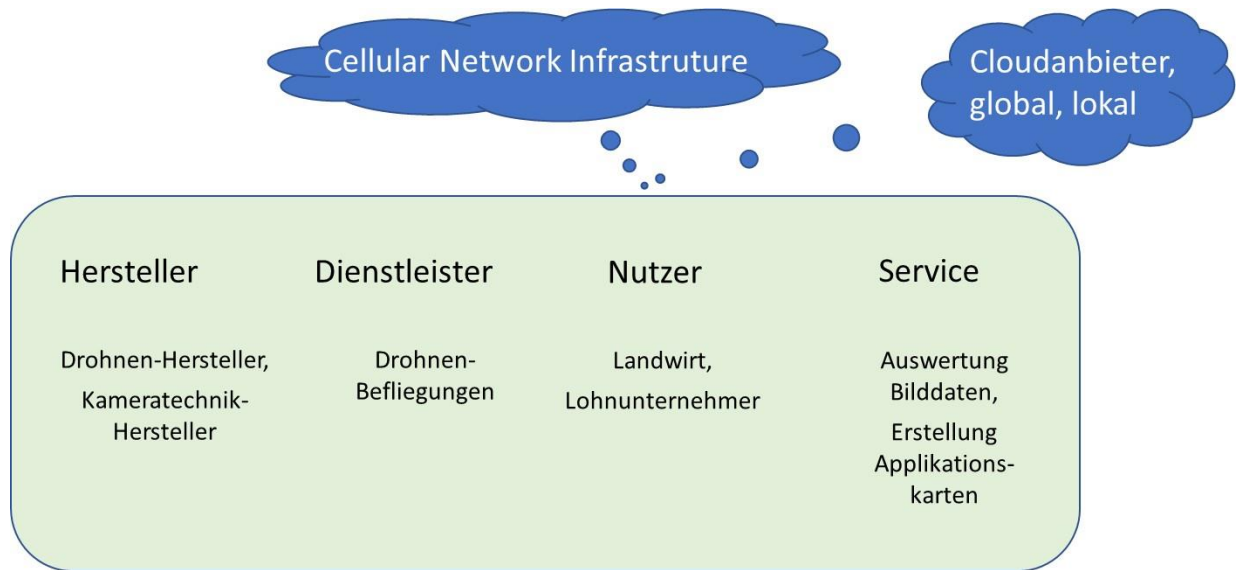 Cellular Network Infrastruture
Cloudanbieter,
global, lokal
Hersteller
Dienstleister
Nutzer
Service
Drohnen-Hersteller,
Kameratechnik-
Hersteller
Drohnen-
Befliegungen
Landwirt,
Lohnunternehmer
Auswertung
Bilddaten,
Erstellung
Applikations-
karten